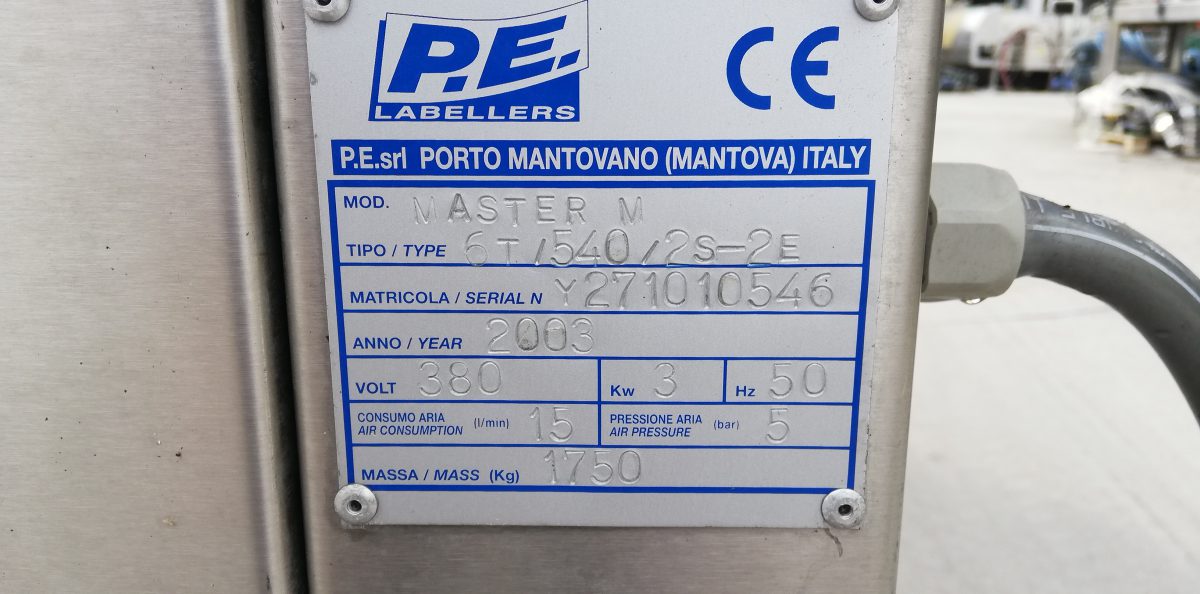 P.E.
LABELLERS
CE
P.E.srl PORTO MANTOVANO (MANTOVA) ITALY
MOD. MASTER M
TIPO / TYPE 6T/540/2S-2E
MATRICOLA / SERIAL N Y271010546
ANNO / YEAR 2003
VOLT 380 Kw 3 Hz 50
CONSUMO ARIA (l/min) 15 PRESSIONE ARIA (bar) 5
AIR CONSUMPTION AIR PRESSURE
MASSA / MASS (Kg) 1750